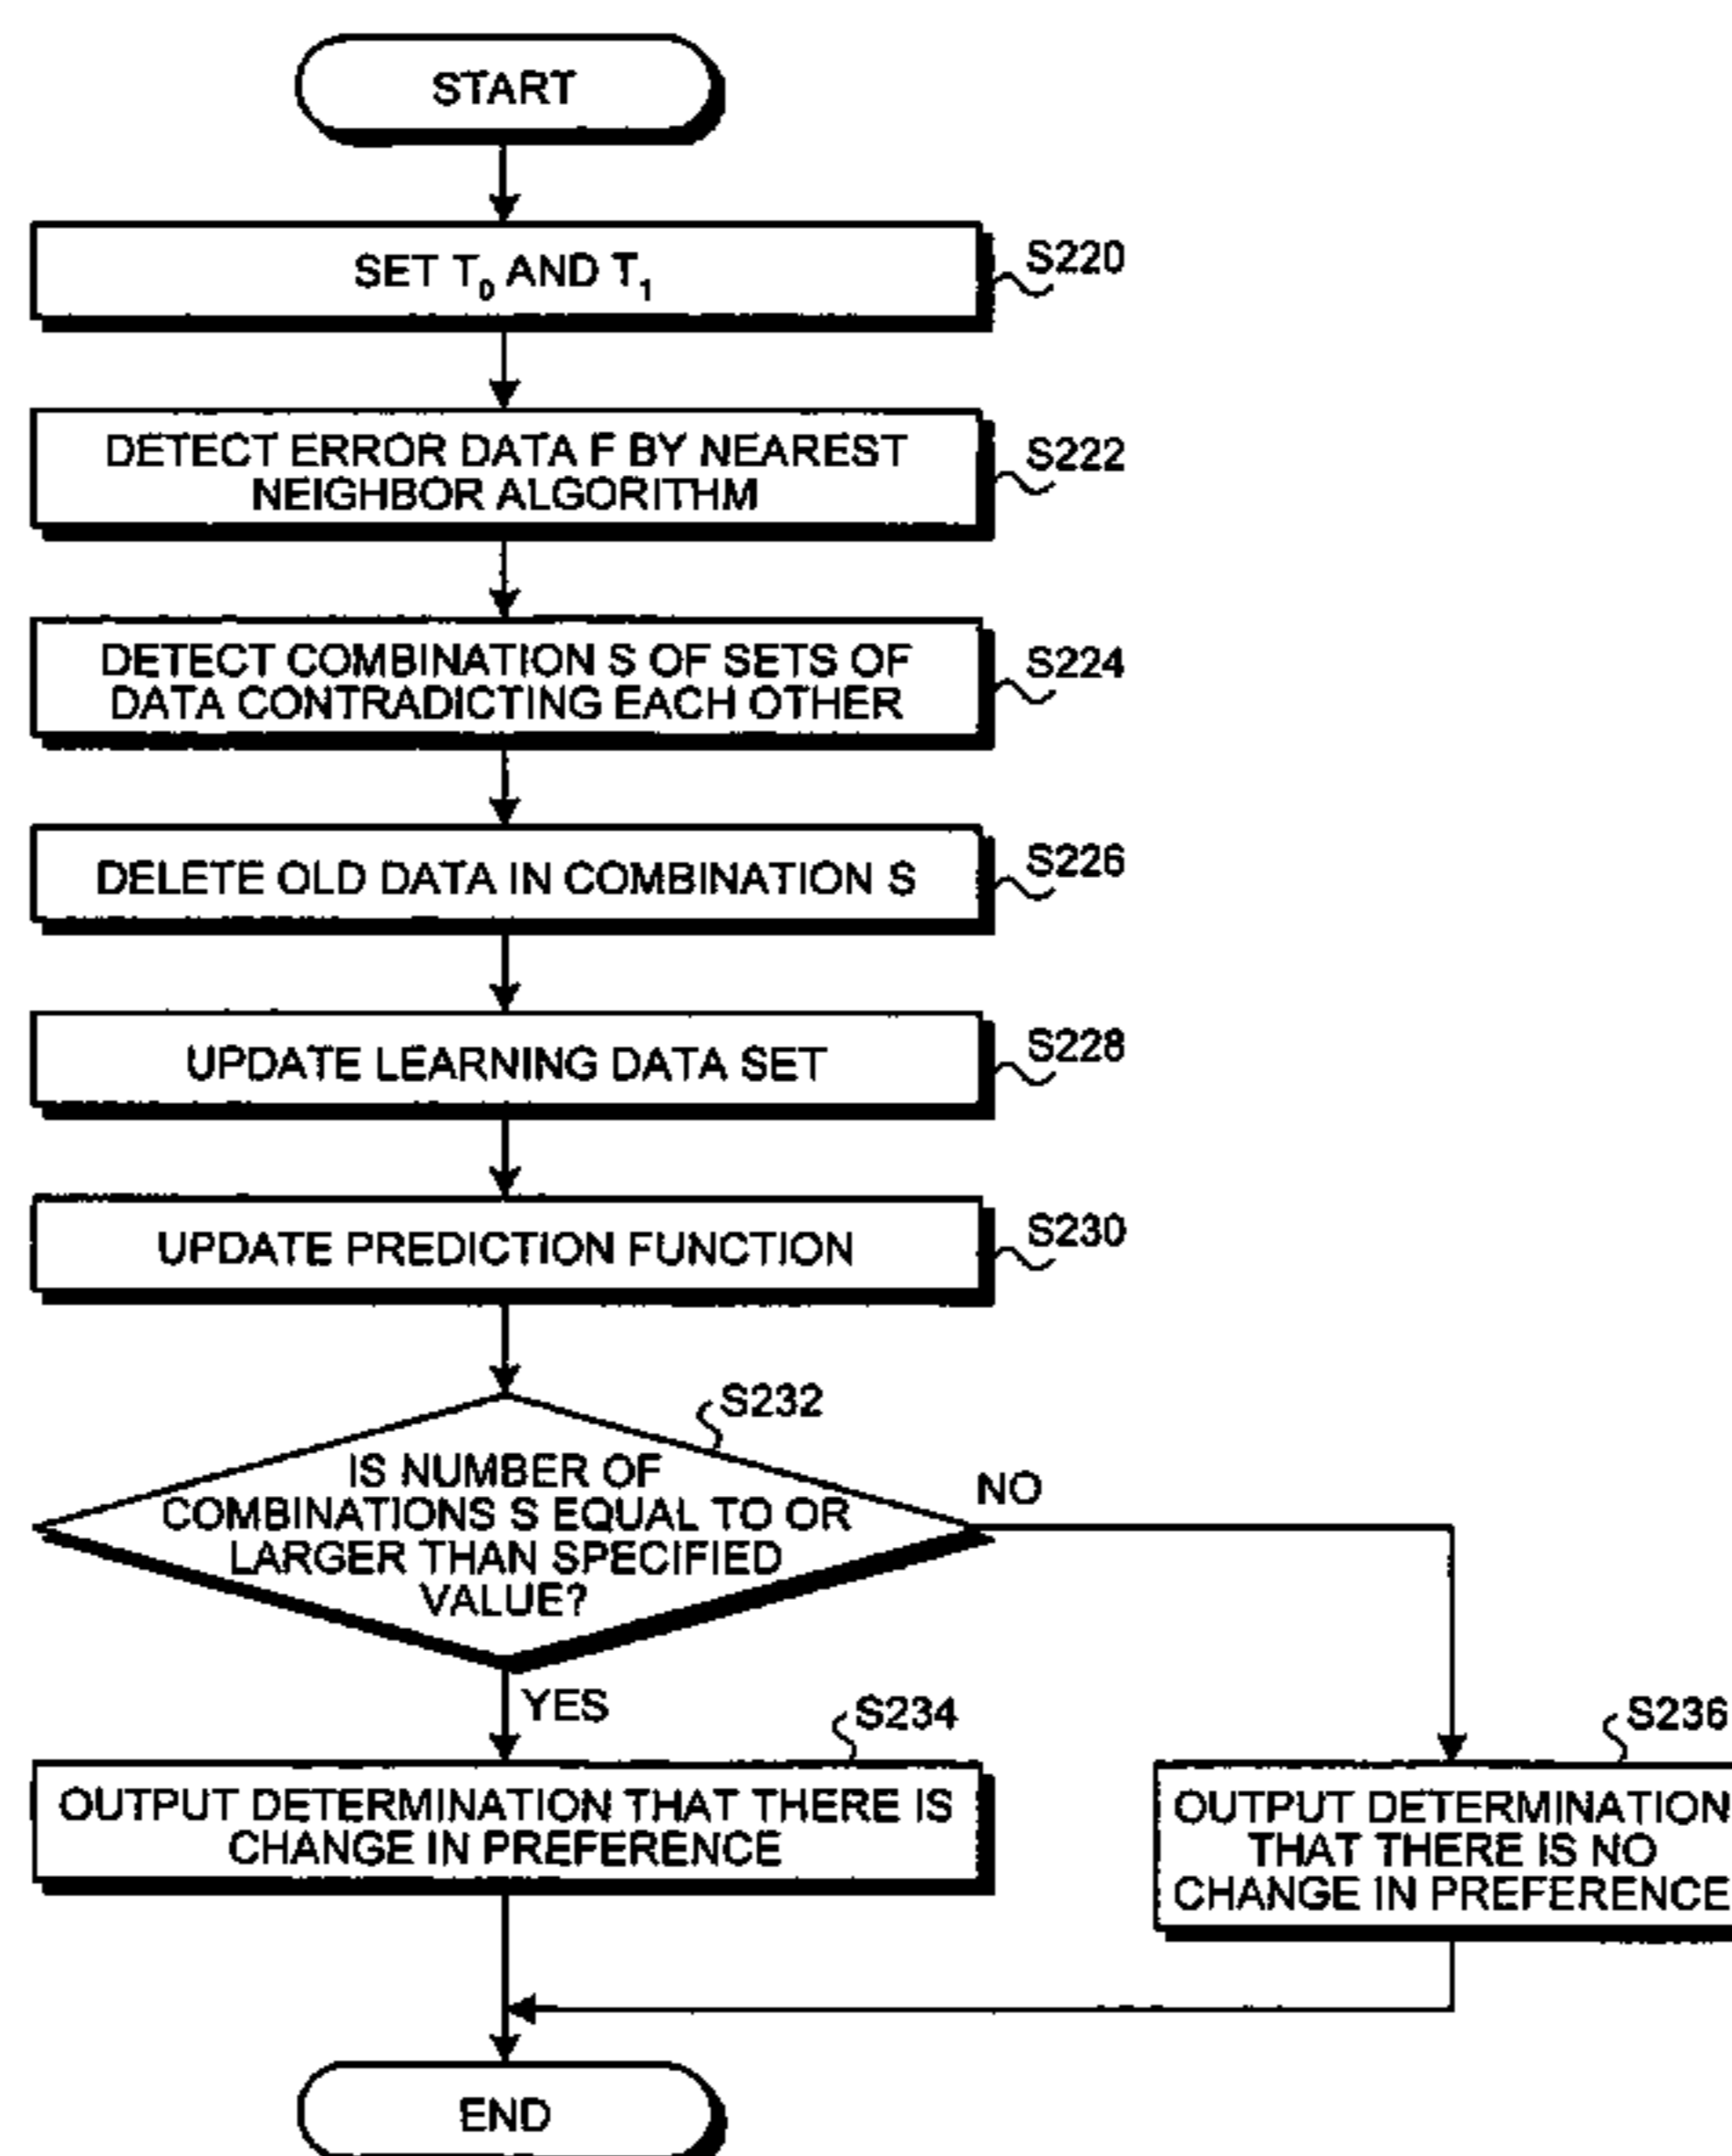 START
SET T₀ AND T₁
S220
DETECT ERROR DATA F BY NEAREST
NEIGHBOR ALGORITHM
S222
DETECT COMBINATION S OF SETS OF
DATA CONTRADICTING EACH OTHER
S224
DELETE OLD DATA IN COMBINATION S
S226
UPDATE LEARNING DATA SET
S228
UPDATE PREDICTION FUNCTION
S230
S232
IS NUMBER OF
COMBINATIONS S EQUAL TO OR
LARGER THAN SPECIFIED
VALUE?
NO
YES
S234
OUTPUT DETERMINATION THAT THERE IS
CHANGE IN PREFERENCE
S236
OUTPUT DETERMINATION
THAT THERE IS NO
CHANGE IN PREFERENCE
END